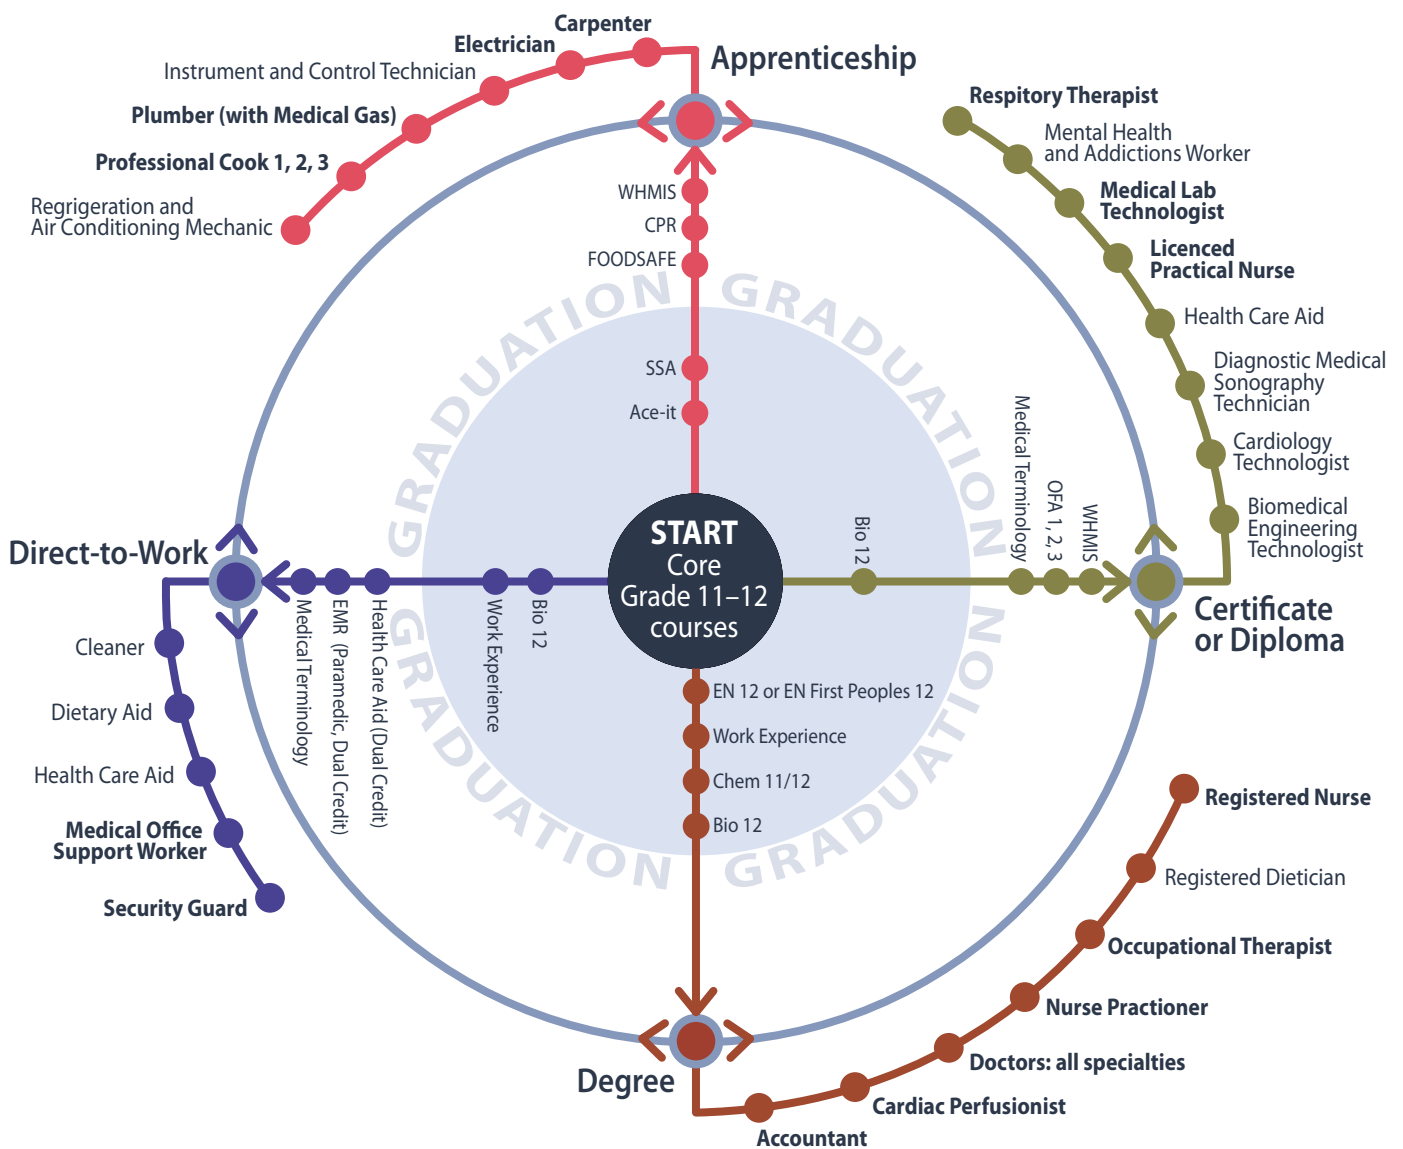 Carpenter
Electrician
Instrument and Control Technician
Plumber (with Medical Gas)
Professional Cook 1, 2, 3
Regrigeration and
Air Conditioning Mechanic
Apprenticeship
WHMIS
CPR
FOODSAFE
SSA
Ace-it
GRADUATION
GRADUATION
GRADUATION
GRADUATION
Respitory Therapist
Mental Health
and Addictions Worker
Medical Lab
Technologist
Licenced
Practical Nurse
Health Care Aid
Diagnostic Medical
Sonography
Technician
Cardiology
Technologist
Biomedical
Engineering
Technologist
Certificate
or Diploma
Bio 12
Medical Terminology
OFA 1, 2, 3
WHMIS
START
Core
Grade 11–12
courses
Direct-to-Work
Medical Terminology
EMR (Paramedic, Dual Credit)
Health Care Aid (Dual Credit)
Work Experience
Bio 12
Cleaner
Dietary Aid
Health Care Aid
Medical Office
Support Worker
Security Guard
EN 12 or EN First Peoples 12
Work Experience
Chem 11/12
Bio 12
Degree
Registered Nurse
Registered Dietician
Occupational Therapist
Nurse Practioner
Doctors: all specialties
Cardiac Perfusionist
Accountant